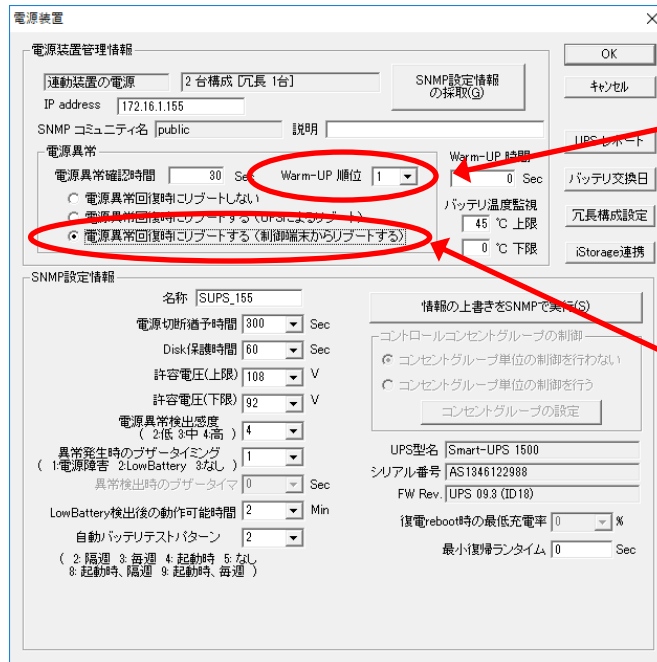 電源装置
電源装置管理情報
連動装置の電源 2 台構成 [冗長 1台]
SNMP設定情報
の採取(G)
IP address 172.16.1.155
SNMP コミュニティ名 public 説明
電源異常
電源異常確認時間 30 Sec Warm-UP 順位 1
電源異常回復時にリブートしない
電源異常回復時にリブートする（UPSによるリブート）
電源異常回復時にリブートする（制御端末からリブートする）
Warm-UP 時間
0 Sec
バッテリ温度監視
45 ℃ 上限
0 ℃ 下限
OK
キャンセル
UPS レポート
バッテリ交換日
冗長構成設定
iStorage連携
SNMP設定情報
名称 SUPS_155
電源切断猶予時間 300 Sec
Disk保護時間 60 Sec
許容電圧(上限) 108 V
許容電圧(下限) 92 V
電源異常検出感度
( 2:低 3:中 4:高 ) 4
異常発生時のブザータイミング
( 1:電源障害 2:LowBattery 3:なし ) 1
異常検出時のブザータイマ 0 Sec
LowBattery検出後の動作可能時間 2 Min
自動バッテリテストパターン 2
( 2: 隔週 3: 毎週 4: 起動時 5: なし
8: 起動時、隔週 9: 起動時、毎週 )
情報の上書きをSNMPで実行(S)
コントロールコンセントグループの制御
コンセントグループ単位の制御を行わない
コンセントグループ単位の制御を行う
コンセントグループの設定
UPS型名 Smart-UPS 1500
シリアル番号 AS1346122988
FW Rev. UPS 09.3 (ID18)
復電reboot時の最低充電率 0 %
最小復帰ランタイム 0 Sec